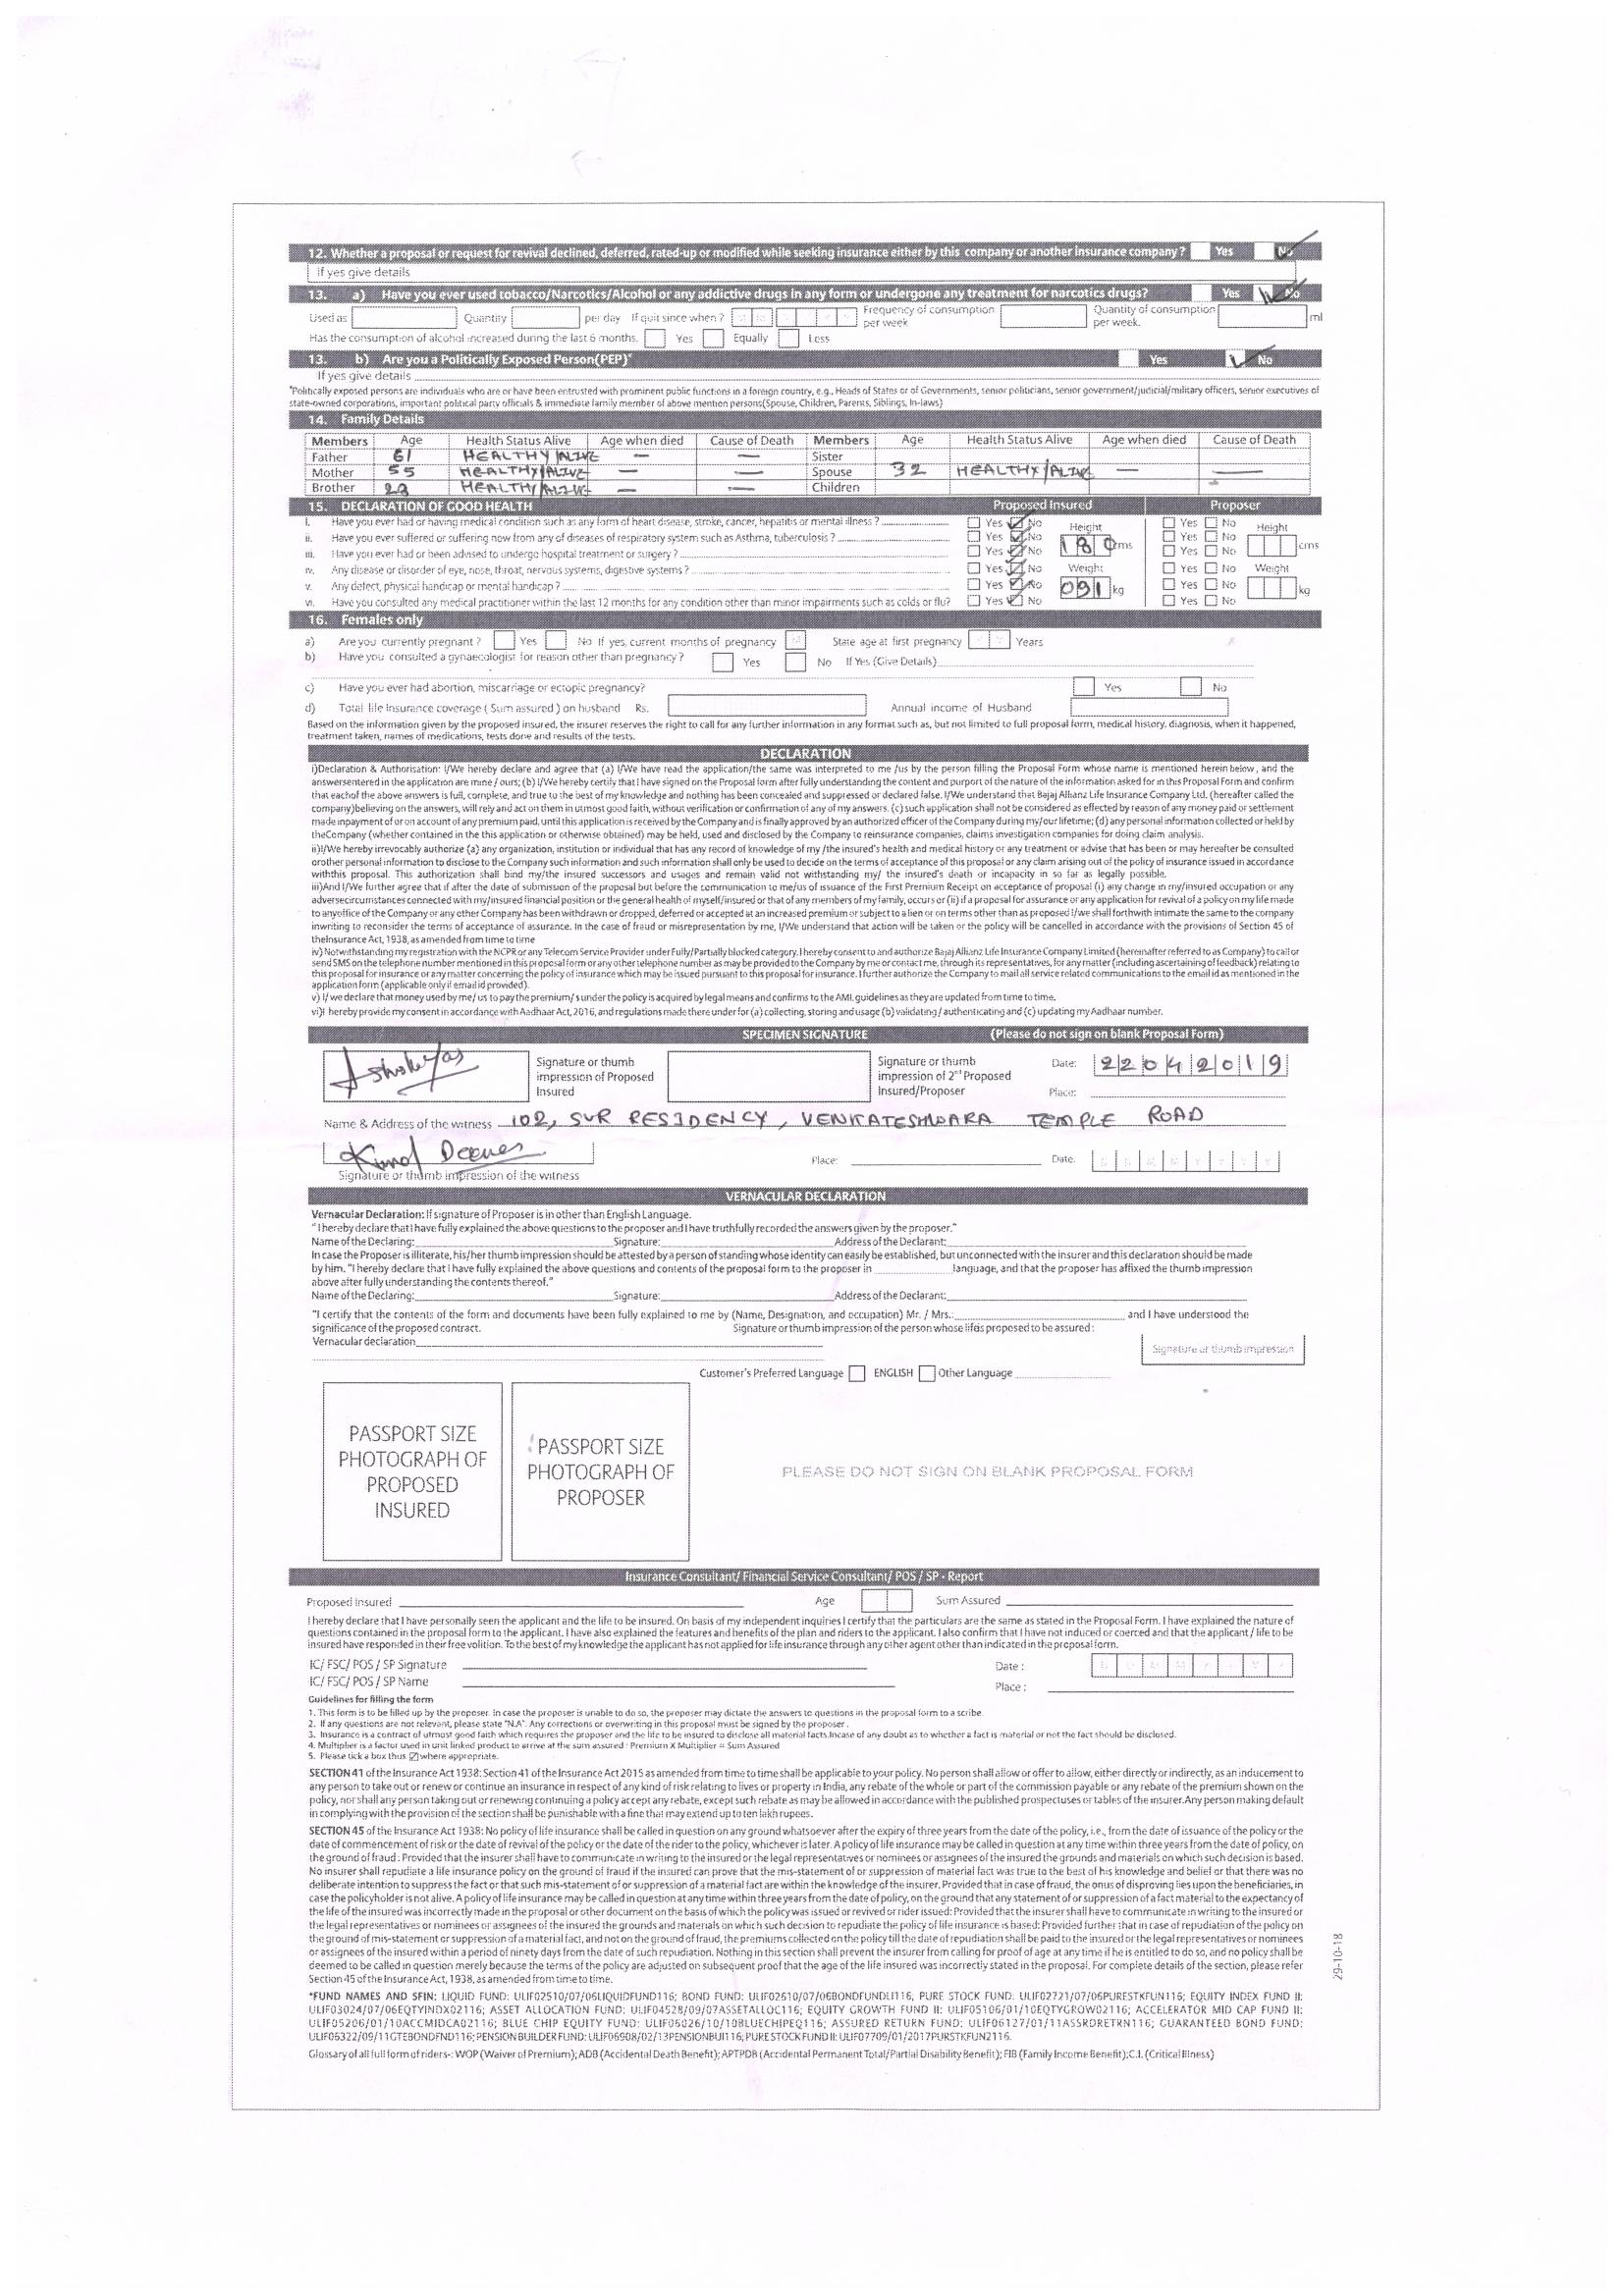 12. Whether a proposal or request for revival declined, deferred, rated-up or modified while seeking insurance either by this company or another insurance company? Yes No
If yes give details
13. a) Have you ever used tobacco/Narcotics/Alcohol or any addictive drugs in any form or undergone any treatment for narcotics drugs? Yes No
Used as Quantity per day If quit since when? Frequency of consumption per week Quantity of consumption per week. ml
Has the consumption of alcohol increased during the last 6 months. Yes Equally Less
13. b) Are you a Politically Exposed Person(PEP)* Yes No
If yes give details
*Politically exposed persons are individuals who are or have been entrusted with prominent public functions in a foreign country, e.g., Heads of States or of Governments, senior politicians, senior government/judicial/military officers, senior executives of
state-owned corporations, important political party officials & immediate family member of above mention persons(Spouse, Children, Parents, Siblings, In-laws)
14. Family Details
Members Age Health Status Alive Age when died Cause of Death Members Age Health Status Alive Age when died Cause of Death
Father 61 HEALTHY/ALIVE — — Sister
Mother 55 HEALTHY/ALIVE — — Spouse 32 HEALTHY/ALIVE — —
Brother HEALTHY/ALIVE — — Children
15. DECLARATION OF GOOD HEALTH Proposed Insured Proposer
i. Have you ever had or having medical condition such as any form of heart disease, stroke, cancer, hepatitis or mental illness? Yes No Height Yes No Height
ii. Have you ever suffered or suffering now from any of diseases of respiratory system such as Asthma, tuberculosis? Yes No 180 cms Yes No cms
iii. Have you ever had or been advised to undergo hospital treatment or surgery? Yes No Yes No
iv. Any disease or disorder of eye, nose, throat, nervous systems, digestive systems? Yes No Weight Yes No Weight
v. Any defect, physical handicap or mental handicap? Yes No 091 kg Yes No kg
vi. Have you consulted any medical practitioner within the last 12 months for any condition other than minor impairments such as colds or flu? Yes No Yes No
16. Females only
a) Are you currently pregnant? Yes No If yes, current months of pregnancy State age at first pregnancy Years
b) Have you consulted a gynaecologist for reason other than pregnancy? Yes No If Yes (Give Details)
c) Have you ever had abortion, miscarriage or ectopic pregnancy? Yes No
d) Total life insurance coverage ( Sum assured ) on husband Rs. Annual income of Husband
Based on the information given by the proposed insured, the insurer reserves the right to call for any further information in any format such as, but not limited to full proposal form, medical history, diagnosis, when it happened,
treatment taken, names of medications, tests done and results of the tests.
DECLARATION
i)Declaration & Authorisation: I/We hereby declare and agree that (a) I/We have read the application/the same was interpreted to me /us by the person filling the Proposal Form whose name is mentioned herein below , and the
answersentered in the application are mine / ours; (b) I/We hereby certify that I have signed on the Proposal form after fully understanding the content and purport of the nature of the information asked for in this Proposal Form and confirm
that eachof the above answers is full, complete, and true to the best of my knowledge and nothing has been concealed and suppressed or declared false. I/We understand that Bajaj Allianz Life Insurance Company Ltd. (hereafter called the
company)believing on the answers, will rely and act on them in utmost good faith, without verification or confirmation of any of my answers. (c) such application shall not be considered as effected by reason of any money paid or settlement
made inpayment of or on account of any premium paid, until this application is received by the Company and is finally approved by an authorized officer of the Company during my/our lifetime; (d) any personal information collected or held by
theCompany (whether contained in the this application or otherwise obtained) may be held, used and disclosed by the Company to reinsurance companies, claims investigation companies for doing claim analysis.
ii)I/We hereby irrevocably authorize (a) any organization, institution or individual that has any record of knowledge of my /the insured's health and medical history or any treatment or advise that has been or may hereafter be consulted
orother personal information to disclose to the Company such information and such information shall only be used to decide on the terms of acceptance of this proposal or any claim arising out of the policy of insurance issued in accordance
withthis proposal. This authorization shall bind my/the insured successors and usages and remain valid not withstanding my/ the insured's death or incapacity in so far as legally possible.
iii)And I/We further agree that if after the date of submission of the proposal but before the communication to me/us of issuance of the First Premium Receipt on acceptance of proposal (i) any change in my/insured occupation or any
adversecircumstances connected with my/insured financial position or the general health of myself/insured or that of any members of my family, occurs or (ii) if a proposal for assurance or any application for revival of a policy on my life made
to anyoffice of the Company or any other Company has been withdrawn or dropped, deferred or accepted at an increased premium or subject to a lien or on terms other than as proposed I/we shall forthwith intimate the same to the company
inwriting to reconsider the terms of acceptance of assurance. In the case of fraud or misrepresentation by me, I/We understand that action will be taken or the policy will be cancelled in accordance with the provisions of Section 45 of
theInsurance Act, 1938, as amended from time to time
iv) Notwithstanding my registration with the NCPR or any Telecom Service Provider under Fully/Partially blocked category. I hereby consent to and authorize Bajaj Allianz Life Insurance Company Limited (hereinafter referred to as Company) to call or
send SMS on the telephone number mentioned in this proposal form or any other telephone number as may be provided to the Company by me or contact me, through its representatives, for any matter (including ascertaining of feedback) relating to
this proposal for insurance or any matter concerning the policy of insurance which may be issued pursuant to this proposal for insurance. I further authorize the Company to mail all service related communications to the email id as mentioned in the
application form (applicable only if email id provided).
v) I/ we declare that money used by me/ us to pay the premium/s under the policy is acquired by legal means and confirms to the AML guidelines as they are updated from time to time.
vi)I hereby provide my consent in accordance with Aadhaar Act, 2016, and regulations made there under for (a) collecting, storing and usage (b) validating / authenticating and (c) updating my Aadhaar number.
SPECIMEN SIGNATURE (Please do not sign on blank Proposal Form)
Signature or thumb impression of Proposed Insured Signature or thumb impression of 2nd Proposed Insured/Proposer Date: 22042019
Place:
Name & Address of the witness 102, SVR RESIDENCY, VENKATESHWARA TEMPLE ROAD
Place: Date:
Signature or thumb impression of the witness
VERNACULAR DECLARATION
Vernacular Declaration: If signature of Proposer is in other than English Language.
"I hereby declare that I have fully explained the above questions to the proposer and I have truthfully recorded the answers given by the proposer."
Name of the Declaring: Signature: Address of the Declarant:
In case the Proposer is illiterate, his/her thumb impression should be attested by a person of standing whose identity can easily be established, but unconnected with the insurer and this declaration should be made
by him. "I hereby declare that I have fully explained the above questions and contents of the proposal form to the proposer in language, and that the proposer has affixed the thumb impression
above after fully understanding the contents thereof."
Name of the Declaring: Signature: Address of the Declarant:
"I certify that the contents of the form and documents have been fully explained to me by (Name, Designation, and occupation) Mr. / Mrs.: and I have understood the
significance of the proposed contract. Signature or thumb impression of the person whose life is proposed to be assured :
Vernacular declaration Signature or thumb impression
Customer's Preferred Language ENGLISH Other Language
PASSPORT SIZE PHOTOGRAPH OF PROPOSED INSURED
PASSPORT SIZE PHOTOGRAPH OF PROPOSER
PLEASE DO NOT SIGN ON BLANK PROPOSAL FORM
Insurance Consultant/ Financial Service Consultant/ POS / SP - Report
Proposed Insured Age Sum Assured
I hereby declare that I have personally seen the applicant and the life to be insured. On basis of my independent inquiries I certify that the particulars are the same as stated in the Proposal Form. I have explained the nature of
questions contained in the proposal form to the applicant. I have also explained the features and benefits of the plan and riders to the applicant. I also confirm that I have not induced or coerced and that the applicant / life to be
insured have responded in their free volition. To the best of my knowledge the applicant has not applied for life insurance through any other agent other than indicated in the proposal form.
IC/ FSC/ POS / SP Signature Date :
IC/ FSC/ POS / SP Name Place :
Guidelines for filling the form
1. This form is to be filled up by the proposer. In case the proposer is unable to do so, the proposer may dictate the answers to questions in the proposal form to a scribe.
2. If any questions are not relevant, please state "N.A". Any corrections or overwriting in this proposal must be signed by the proposer .
3. Insurance is a contract of utmost good faith which requires the proposer and the life to be insured to disclose all material facts.Incase of any doubt as to whether a fact is material or not the fact should be disclosed.
4. Multiplier is a factor used in unit linked product to arrive at the sum assured : Premium X Multiplier = Sum Assured
5. Please tick a box thus ☑ where appropriate.
SECTION 41 of the Insurance Act 1938: Section 41 of the Insurance Act 2015 as amended from time to time shall be applicable to your policy. No person shall allow or offer to allow, either directly or indirectly, as an inducement to
any person to take out or renew or continue an insurance in respect of any kind of risk relating to lives or property in India, any rebate of the whole or part of the commission payable or any rebate of the premium shown on the
policy, nor shall any person taking out or renewing continuing a policy accept any rebate, except such rebate as may be allowed in accordance with the published prospectuses or tables of the insurer.Any person making default
in complying with the provision of the section shall be punishable with a fine that may extend up to ten lakh rupees.
SECTION 45 of the Insurance Act 1938: No policy of life insurance shall be called in question on any ground whatsoever after the expiry of three years from the date of the policy, i.e., from the date of issuance of the policy or the
date of commencement of risk or the date of revival of the policy or the date of the rider to the policy, whichever is later. A policy of life insurance may be called in question at any time within three years from the date of policy, on
the ground of fraud : Provided that the insurer shall have to communicate in writing to the insured or the legal representatives or nominees or assignees of the insured the grounds and materials on which such decision is based.
No insurer shall repudiate a life insurance policy on the ground of fraud if the insured can prove that the mis-statement of or suppression of material fact was true to the best of his knowledge and belief or that there was no
deliberate intention to suppress the fact or that such mis-statement of or suppression of a material fact are within the knowledge of the insurer. Provided that in case of fraud, the onus of disproving lies upon the beneficiaries, in
case the policyholder is not alive. A policy of life insurance may be called in question at any time within three years from the date of policy, on the ground that any statement of or suppression of a fact material to the expectancy of
the life of the insured was incorrectly made in the proposal or other document on the basis of which the policy was issued or revived or rider issued: Provided that the insurer shall have to communicate in writing to the insured or
the legal representatives or nominees or assignees of the insured the grounds and materials on which such decision to repudiate the policy of life insurance is based: Provided further that in case of repudiation of the policy on
the ground of mis-statement or suppression of a material fact, and not on the ground of fraud, the premiums collected on the policy till the date of repudiation shall be paid to the insured or the legal representatives or nominees
or assignees of the insured within a period of ninety days from the date of such repudiation. Nothing in this section shall prevent the insurer from calling for proof of age at any time if he is entitled to do so, and no policy shall be
deemed to be called in question merely because the terms of the policy are adjusted on subsequent proof that the age of the life insured was incorrectly stated in the proposal. For complete details of the section, please refer
Section 45 of the Insurance Act, 1938, as amended from time to time.
29-10-18
*FUND NAMES AND SFIN: LIQUID FUND: ULIF02510/07/06LIQUIDFUND116; BOND FUND: ULIF02610/07/06BONDFUNDLI116, PURE STOCK FUND: ULIF02721/07/06PURESTKFUN116; EQUITY INDEX FUND II:
ULIF03024/07/06EQTYINDX02116; ASSET ALLOCATION FUND: ULIF04528/09/07ASSETALLOC116; EQUITY GROWTH FUND II: ULIF05106/01/10EQTYGROW02116; ACCELERATOR MID CAP FUND II:
ULIF05206/01/10ACCMIDCA02116; BLUE CHIP EQUITY FUND: ULIF06026/10/10BLUECHIPEQ116; ASSURED RETURN FUND: ULIF06127/01/11ASSRDRETRN116; GUARANTEED BOND FUND:
ULIF06322/09/11GTEBONDFND116; PENSION BUILDER FUND: ULIF06908/02/13PENSIONBUI116; PURE STOCK FUND II: ULIF07709/01/2017PURSTKFUN2116.
Glossary of all full form of riders-: WOP (Waiver of Premium); ADB (Accidental Death Benefit); APTPDB (Accidental Permanent Total/Partial Disability Benefit); FIB (Family Income Benefit);C.I. (Critical Illness)